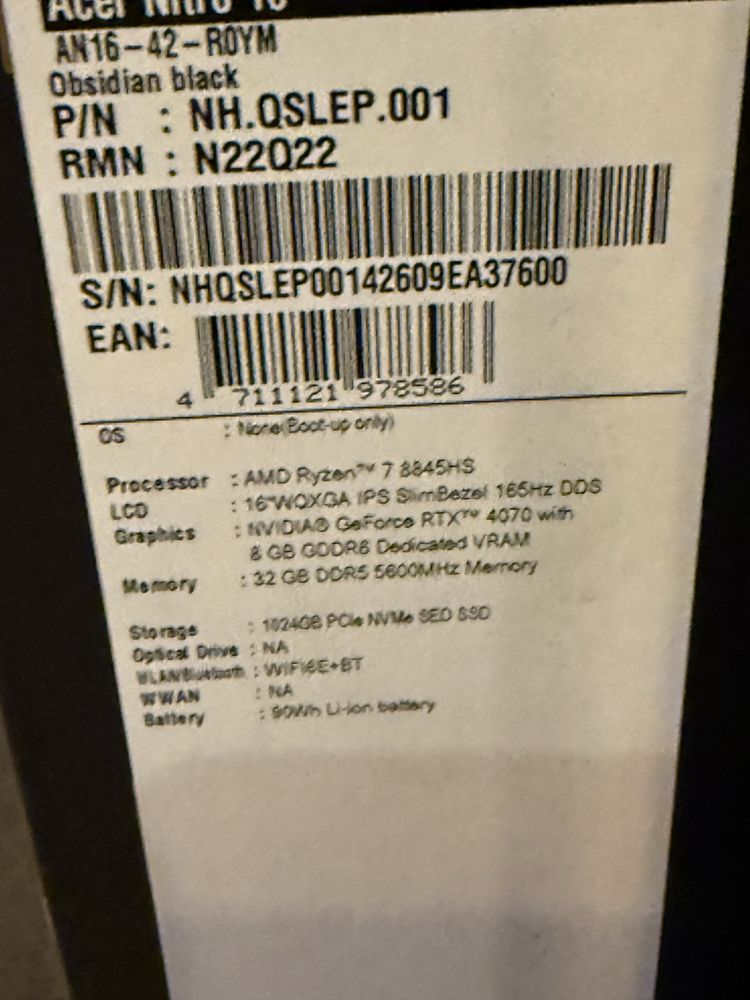 Acer Nitro 16
AN16-42-R0YM
Obsidian black
P/N : NH.QSLEP.001
RMN : N22Q22
S/N: NHQSLEP00142609EA37600
EAN:
4 711121 978586
OS : None(Boot-up only)
Processor : AMD Ryzen™ 7 8845HS
LCD : 16"WQXGA IPS SlimBezel 165Hz DDS
Graphics : NVIDIA® GeForce RTX™ 4070 with
8 GB GDDR6 Dedicated VRAM
Memory : 32 GB DDR5 5600MHz Memory
Storage : 1024GB PCIe NVMe SED SSD
Optical Drive : NA
WLAN/Bluetooth : WIFI6E+BT
WWAN : NA
Battery : 90Wh Li-ion battery